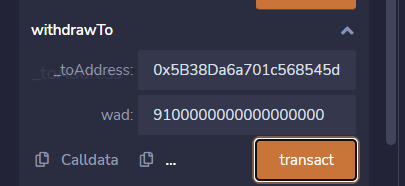 withdrawTo
_toAddress: 0x5B38Da6a701c568545d
wad: 9100000000000000000
Calldata ... transact